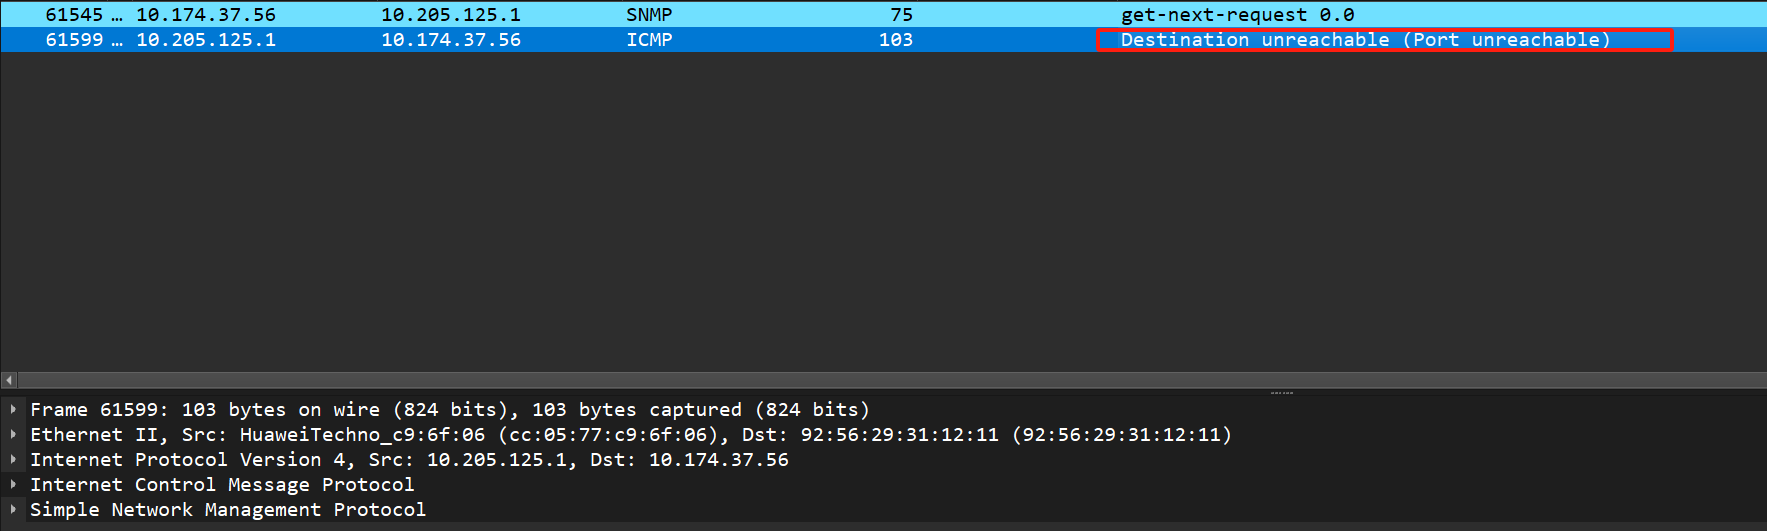 61545 … 10.174.37.56 10.205.125.1 SNMP 75 get-next-request 0.0
61599 … 10.205.125.1 10.174.37.56 ICMP 103 Destination unreachable (Port unreachable)
Frame 61599: 103 bytes on wire (824 bits), 103 bytes captured (824 bits)
Ethernet II, Src: HuaweiTechno_c9:6f:06 (cc:05:77:c9:6f:06), Dst: 92:56:29:31:12:11 (92:56:29:31:12:11)
Internet Protocol Version 4, Src: 10.205.125.1, Dst: 10.174.37.56
Internet Control Message Protocol
Simple Network Management Protocol